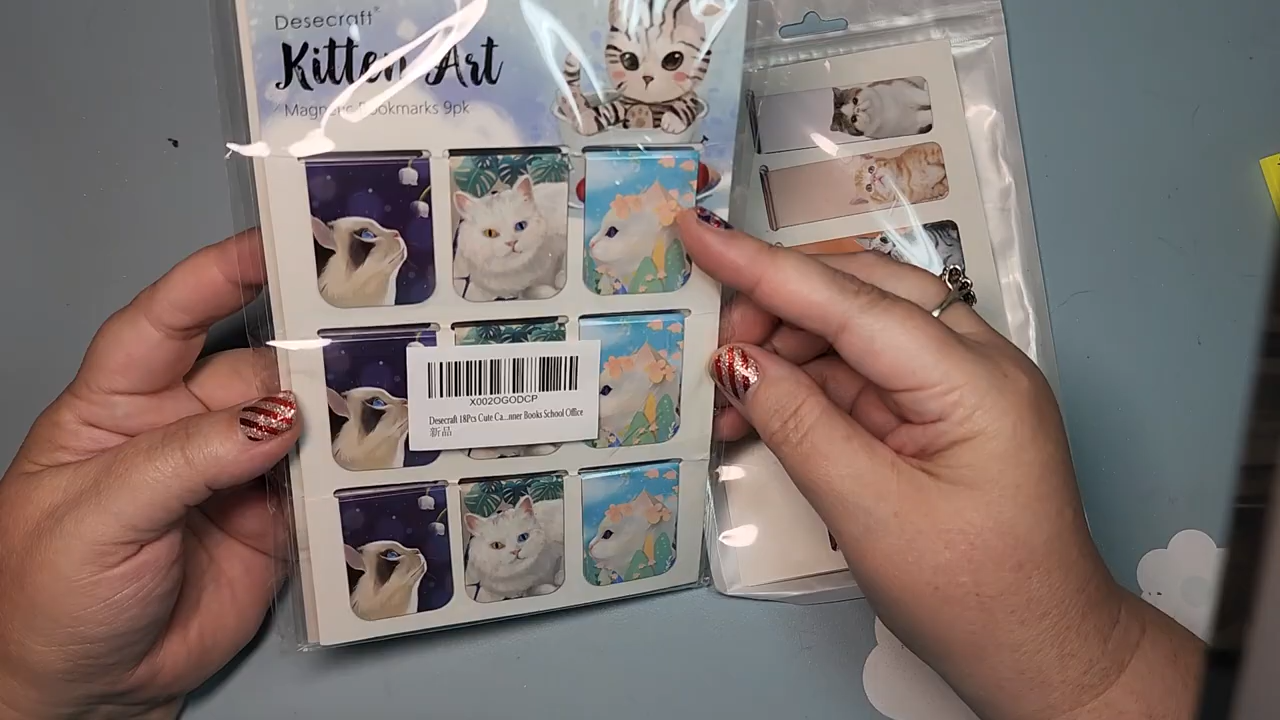 Desecraft®
Kitten Art
Magnetic Bookmarks 9pk
X002OGODCP
Desecraft 18Pcs Cute Ca...nner Books School Office
新品